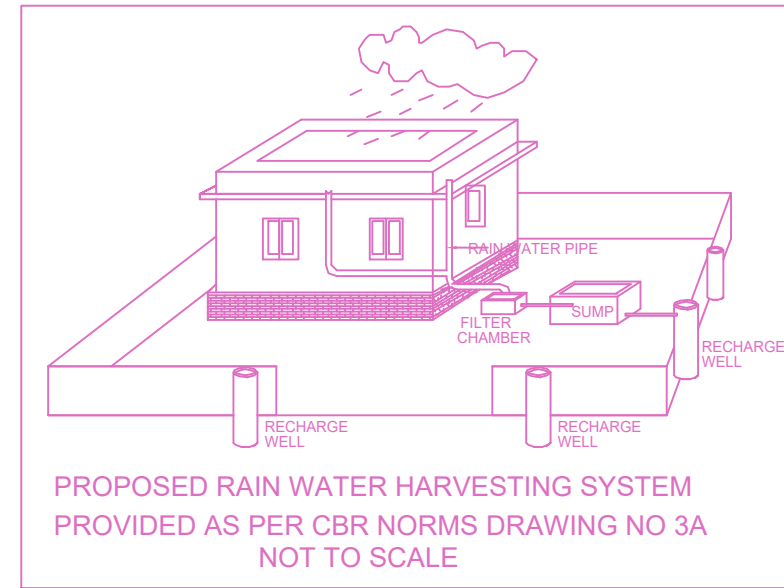 RAIN WATER PIPE
FILTER
CHAMBER
SUMP
RECHARGE
WELL
RECHARGE
WELL
RECHARGE
WELL
PROPOSED RAIN WATER HARVESTING SYSTEM
PROVIDED AS PER CBR NORMS DRAWING NO 3A
NOT TO SCALE